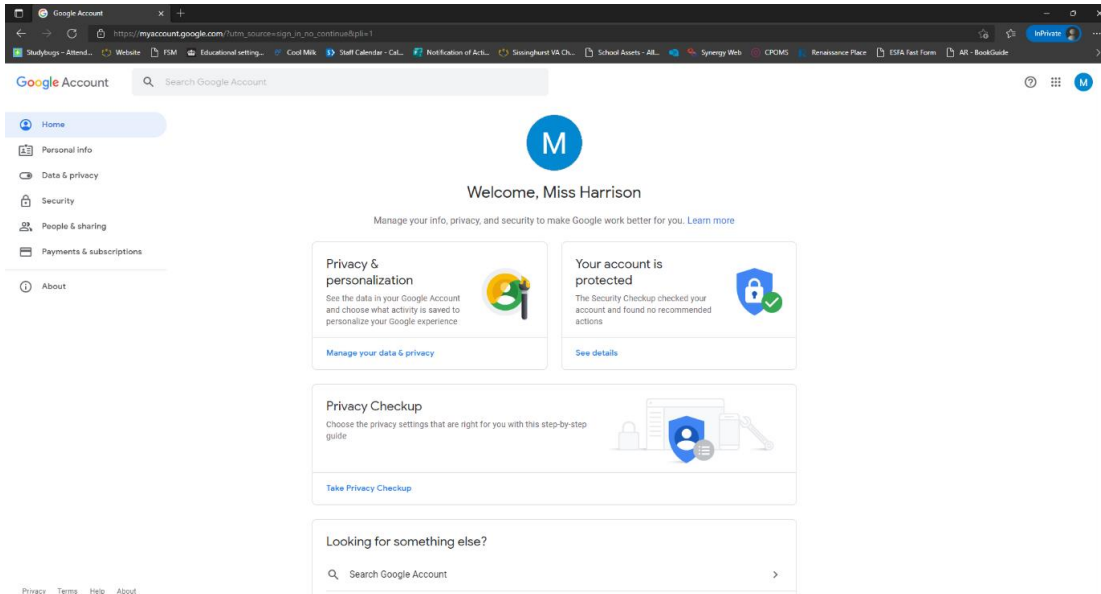 Google Account
https://myaccount.google.com/?utm_source=sign_in_no_continue&pli=1
InPrivate
Studybugs - Attend... Website FSM Educational setting... Cool Milk Staff Calendar - Cal... Notification of Acti... Sissinghurst VA Ch... School Assets - All... Synergy Web CPOMS Renaissance Place ESFA Fast Form AR - BookGuide
Google Account
Search Google Account
M
Home
Personal info
Data & privacy
Security
People & sharing
Payments & subscriptions
About
M
Welcome, Miss Harrison
Manage your info, privacy, and security to make Google work better for you. Learn more
Privacy &
personalization
See the data in your Google Account
and choose what activity is saved to
personalize your Google experience
Manage your data & privacy
Your account is
protected
The Security Checkup checked your
account and found no recommended
actions
See details
Privacy Checkup
Choose the privacy settings that are right for you with this step-by-step
guide
Take Privacy Checkup
Looking for something else?
Search Google Account
Privacy Terms Help About